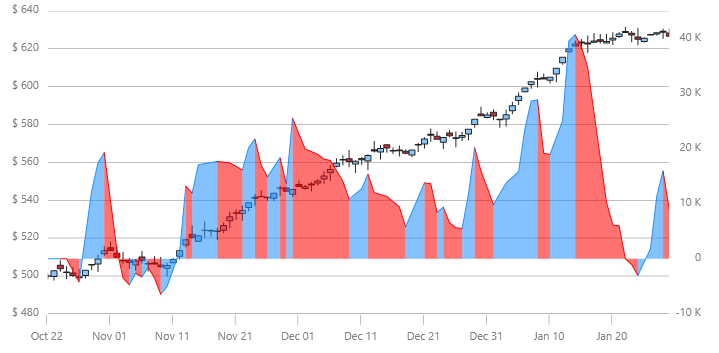 $ 640
$ 620
$ 600
$ 580
$ 560
$ 540
$ 520
$ 500
$ 480
40 K
30 K
20 K
10 K
0
-10 K
Oct 22 Nov 01 Nov 11 Nov 21 Dec 01 Dec 11 Dec 21 Dec 31 Jan 10 Jan 20